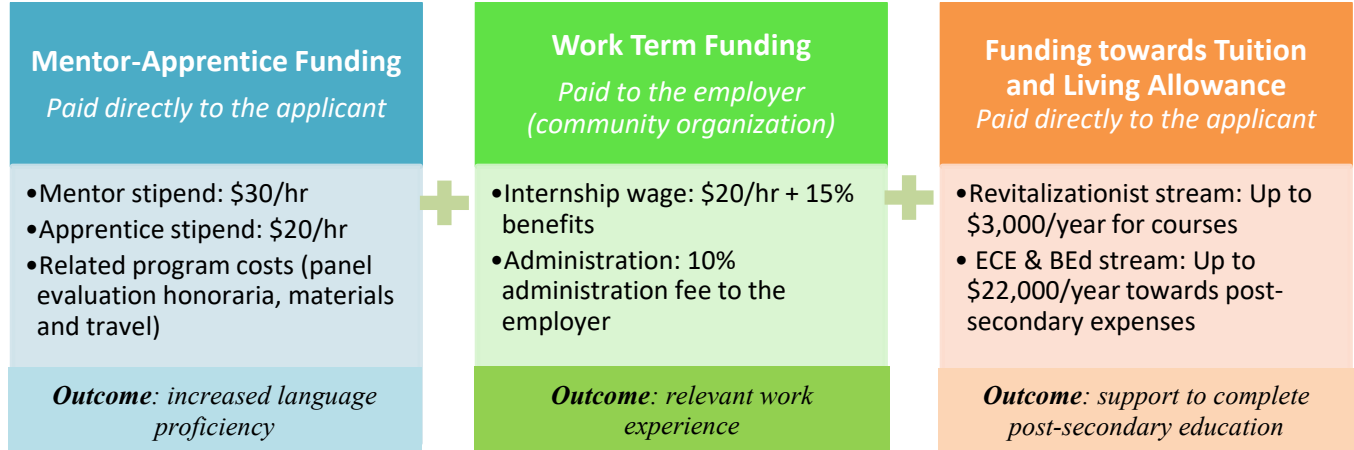 Mentor-Apprentice Funding
Paid directly to the applicant
•Mentor stipend: $30/hr
•Apprentice stipend: $20/hr
•Related program costs (panel
evaluation honoraria, materials
and travel)
Outcome: increased language
proficiency
Work Term Funding
Paid to the employer
(community organization)
•Internship wage: $20/hr + 15%
benefits
•Administration: 10%
administration fee to the
employer
Outcome: relevant work
experience
Funding towards Tuition
and Living Allowance
Paid directly to the applicant
•Revitalizationist stream: Up to
$3,000/year for courses
• ECE & BEd stream: Up to
$22,000/year towards post-
secondary expenses
Outcome: support to complete
post-secondary education